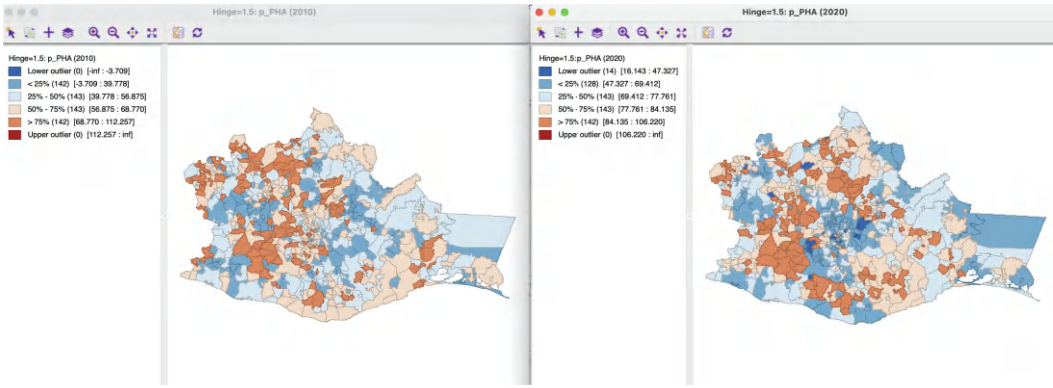 Hinge=1.5: p_PHA (2010)
Hinge=1.5: p_PHA (2010)
Lower outlier (0) [-inf : -3.709]
< 25% (142) [-3.709 : 39.778]
25% - 50% (143) [39.778 : 56.875]
50% - 75% (143) [56.875 : 68.770]
> 75% (142) [68.770 : 112.257]
Upper outlier (0) [112.257 : inf]
Hinge=1.5: p_PHA (2020)
Hinge=1.5: p_PHA (2020)
Lower outlier (14) [16.143 : 47.327]
< 25% (128) [47.327 : 69.412]
25% - 50% (143) [69.412 : 77.761]
50% - 75% (143) [77.761 : 84.135]
> 75% (142) [84.135 : 106.220]
Upper outlier (0) [106.220 : inf]